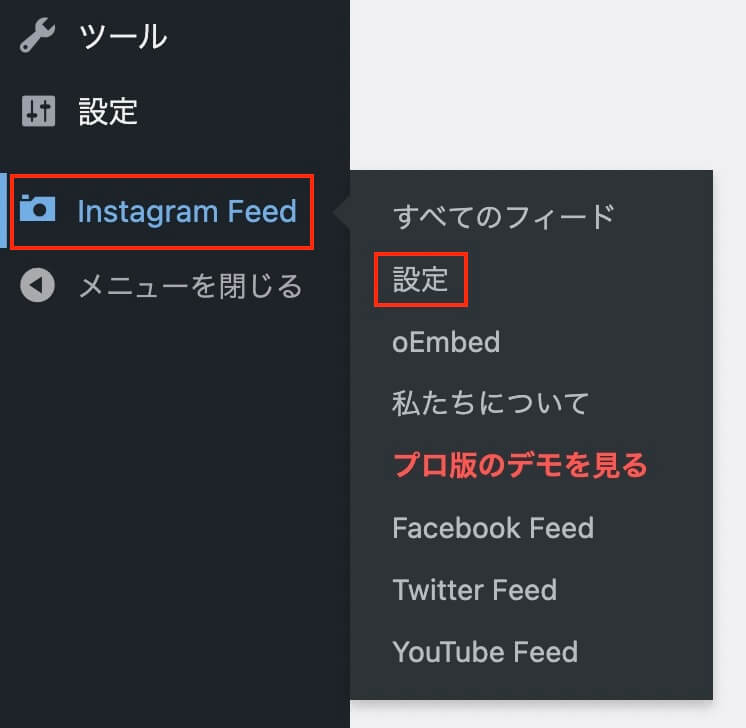 ツール
設定
Instagram Feed
メニューを閉じる
すべてのフィード
設定
oEmbed
私たちについて
プロ版のデモを見る
Facebook Feed
Twitter Feed
YouTube Feed